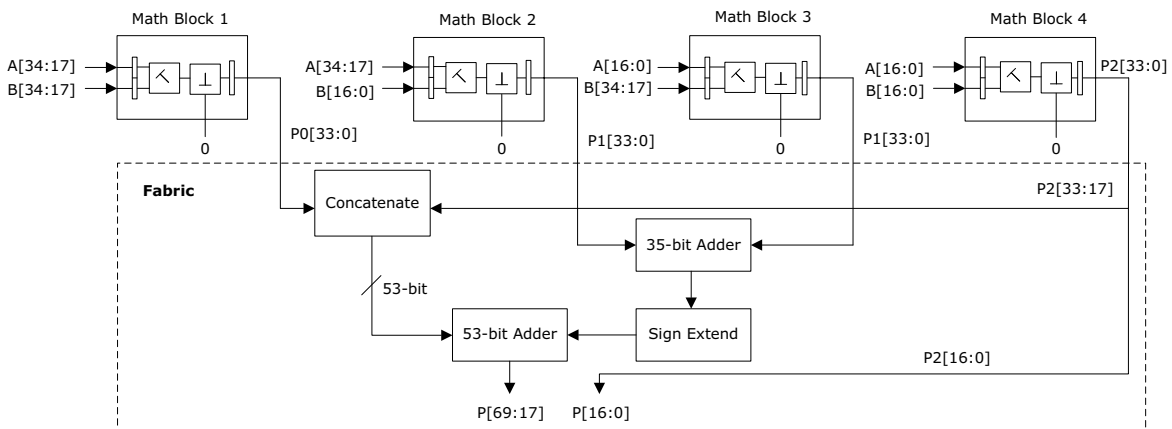 Math Block 1
Math Block 2
Math Block 3
Math Block 4
A[34:17]
B[34:17]
A[34:17]
B[16:0]
A[16:0]
B[34:17]
A[16:0]
B[16:0]
P2[33:0]
0
P0[33:0]
0
P1[33:0]
0
P1[33:0]
0
Fabric
Concatenate
P2[33:17]
35-bit Adder
53-bit
53-bit Adder
Sign Extend
P2[16:0]
P[69:17]
P[16:0]